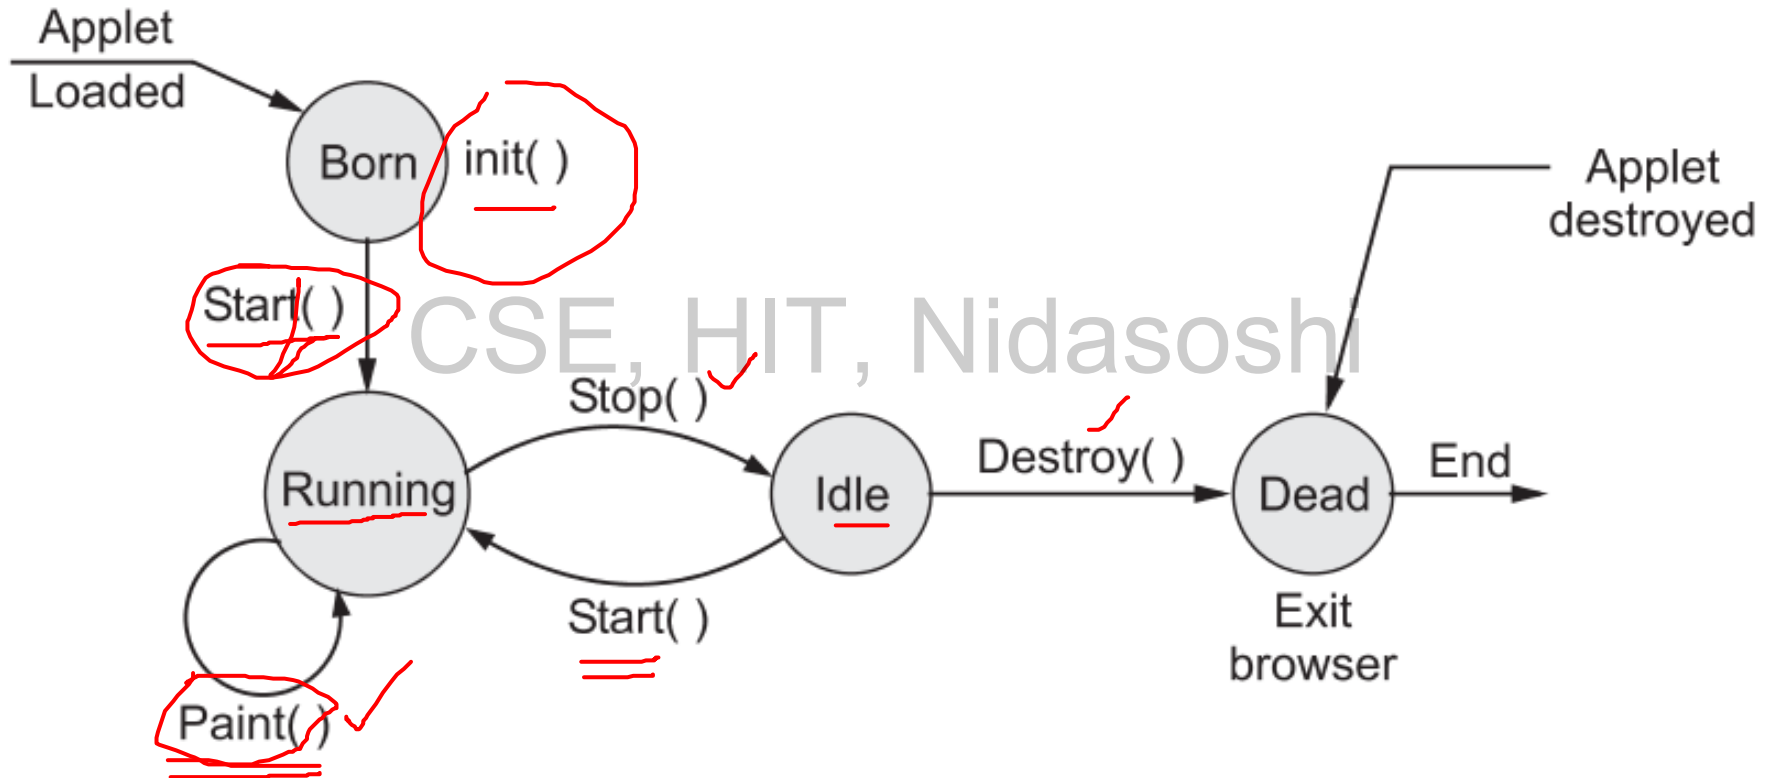 Applet
Loaded
Born
init( )
Applet
destroyed
Start( )
CSE, HIT, Nidasoshi
Stop( )
Destroy( )
End
Running
Idle
Dead
Start( )
Exit
browser
Paint( )